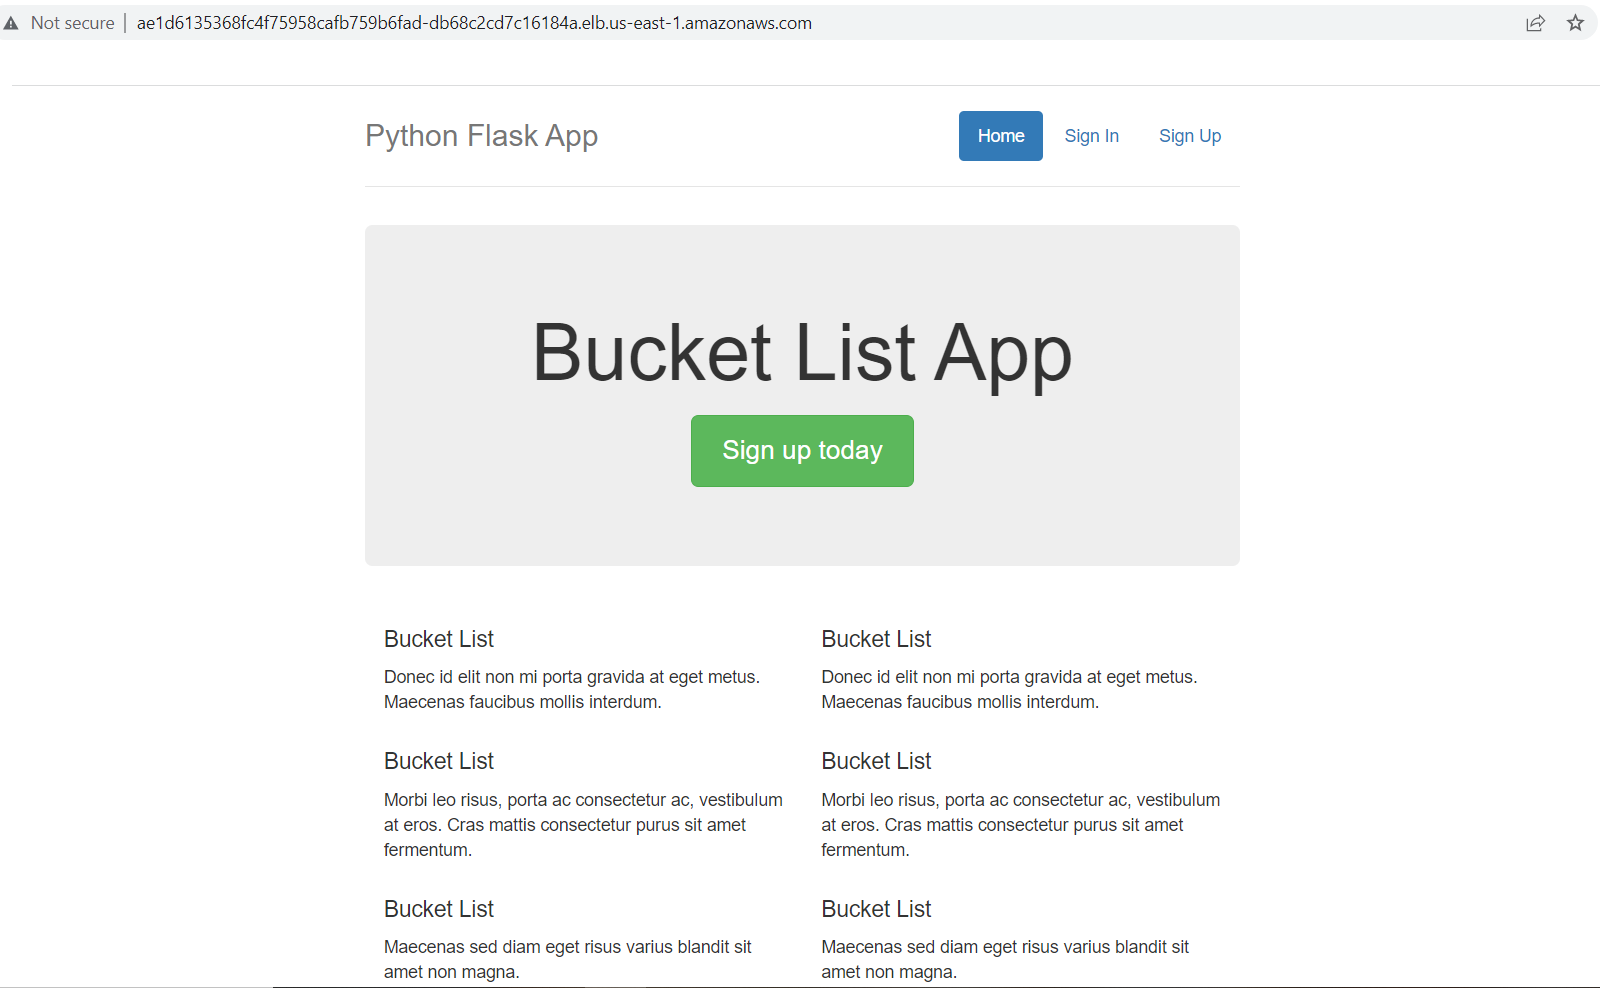 Not secure ae1d6135368fc4f75958cafb759b6fad-db68c2cd7c16184a.elb.us-east-1.amazonaws.com
Python Flask App Home Sign In Sign Up
Bucket List App
Sign up today
Bucket List
Donec id elit non mi porta gravida at eget metus.
Maecenas faucibus mollis interdum.
Bucket List
Morbi leo risus, porta ac consectetur ac, vestibulum
at eros. Cras mattis consectetur purus sit amet
fermentum.
Bucket List
Maecenas sed diam eget risus varius blandit sit
amet non magna.
Bucket List
Donec id elit non mi porta gravida at eget metus.
Maecenas faucibus mollis interdum.
Bucket List
Morbi leo risus, porta ac consectetur ac, vestibulum
at eros. Cras mattis consectetur purus sit amet
fermentum.
Bucket List
Maecenas sed diam eget risus varius blandit sit
amet non magna.